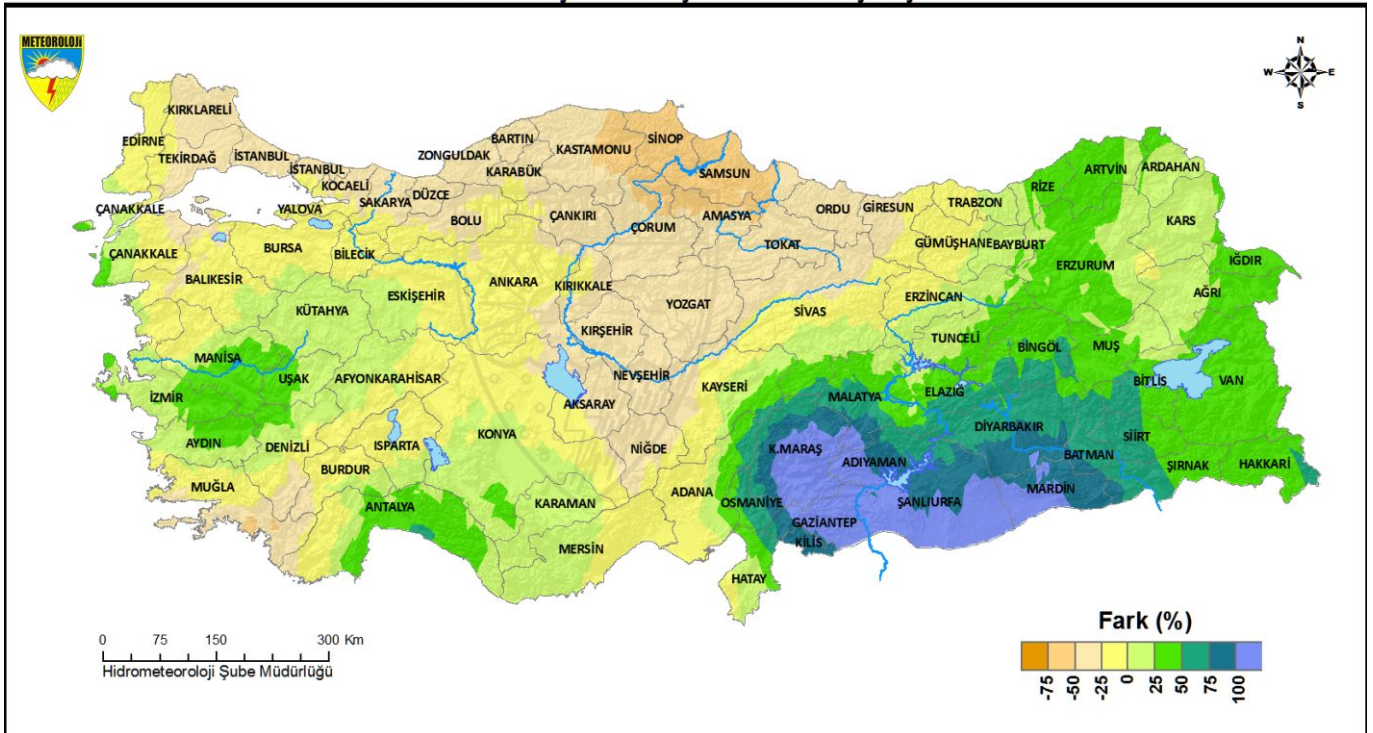 METEOROLOJİ
N
W E
S
KIRKLARELİ
EDİRNE
TEKİRDAĞ
İSTANBUL
İSTANBUL
KOCAELİ
ZONGULDAK
BARTIN
KASTAMONU
SİNOP
KARABÜK
SAMSUN
ÇANAKKALE
YALOVA
SAKARYA
DÜZCE
BOLU
ÇANKIRI
ÇORUM
AMASYA
ORDU
GİRESUN
TRABZON
RİZE
ARTVİN
ARDAHAN
KARS
ÇANAKKALE
BALIKESİR
BURSA
BİLECİK
TOKAT
GÜMÜŞHANE
BAYBURT
ERZURUM
IĞDIR
AĞRI
KÜTAHYA
ESKİŞEHİR
ANKARA
KIRIKKALE
YOZGAT
SİVAS
ERZİNCAN
KIRŞEHİR
TUNCELİ
BİNGÖL
MUŞ
MANİSA
UŞAK
AFYONKARAHİSAR
NEVŞEHİR
KAYSERİ
MALATYA
ELAZIĞ
BİTLİS
VAN
İZMİR
AKSARAY
AYDIN
DENİZLİ
ISPARTA
KONYA
NİĞDE
K.MARAŞ
ADIYAMAN
DİYARBAKIR
BATMAN
SİİRT
ŞIRNAK
HAKKARİ
BURDUR
MUĞLA
ANTALYA
KARAMAN
ADANA
OSMANİYE
GAZİANTEP
KİLİS
ŞANLIURFA
MARDİN
MERSİN
HATAY
0 75 150 300 Km
Hidrometeoroloji Şube Müdürlüğü
Fark (%)
-75 -50 -25 0 25 50 75 100